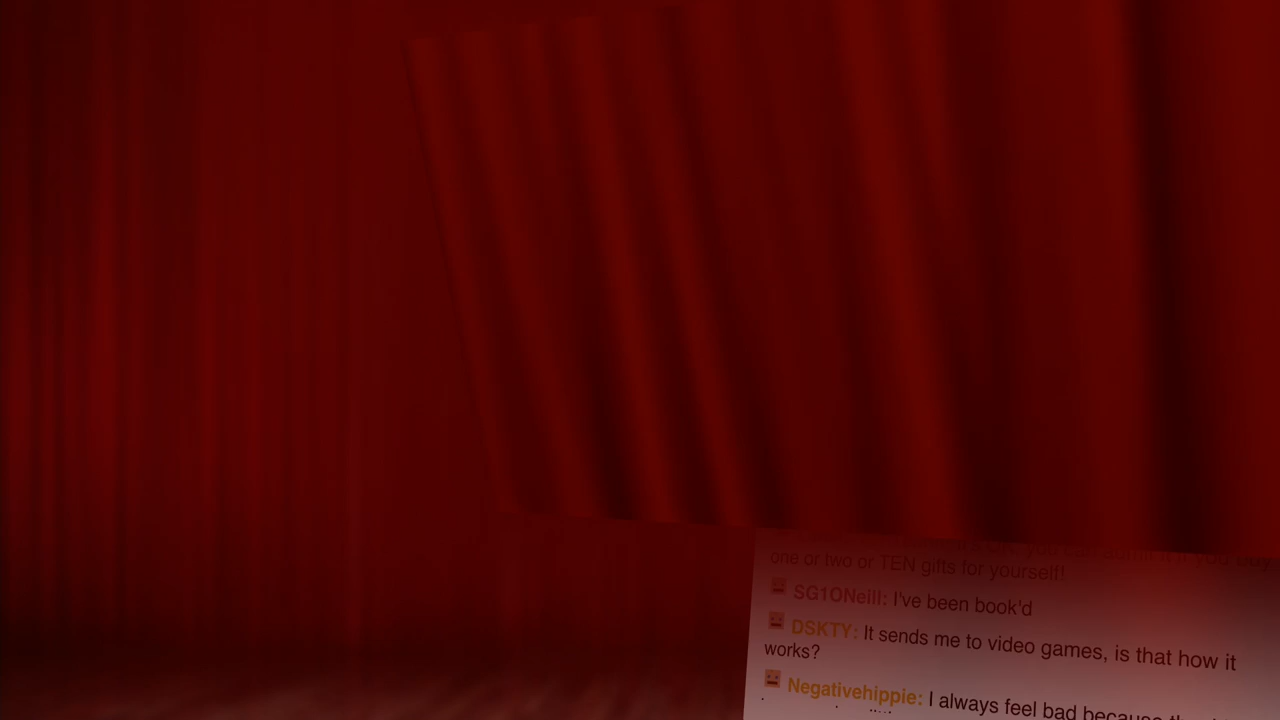 one or two or TEN gifts for yourself!
SG1ONeill: I've been book'd
DSKTY: It sends me to video games, is that how it
works?
Negativehippie: I always feel bad because